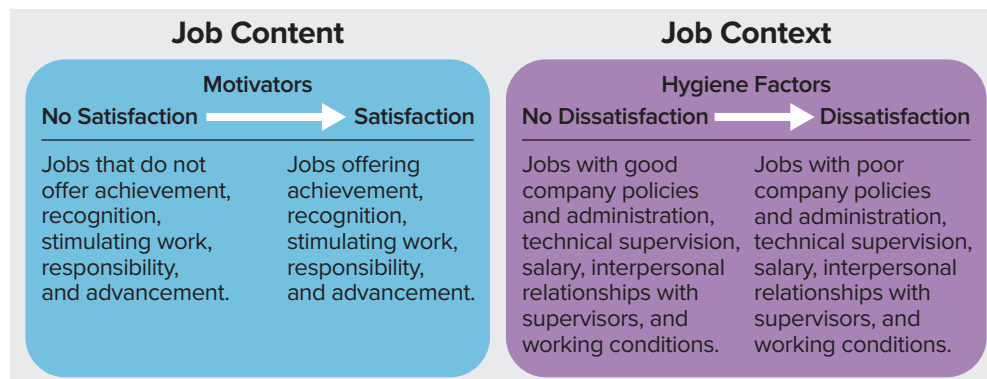 Job Content
Motivators
No Satisfaction
Satisfaction
Jobs that do not
offer achievement,
recognition,
stimulating work,
responsibility,
and advancement.
Jobs offering
achievement,
recognition,
stimulating work,
responsibility,
and advancement.
Job Context
Hygiene Factors
No Dissatisfaction
Dissatisfaction
Jobs with good
company policies
and administration,
technical supervision,
salary, interpersonal
relationships with
supervisors, and
working conditions.
Jobs with poor
company policies
and administration,
technical supervision,
salary, interpersonal
relationships with
supervisors, and
working conditions.